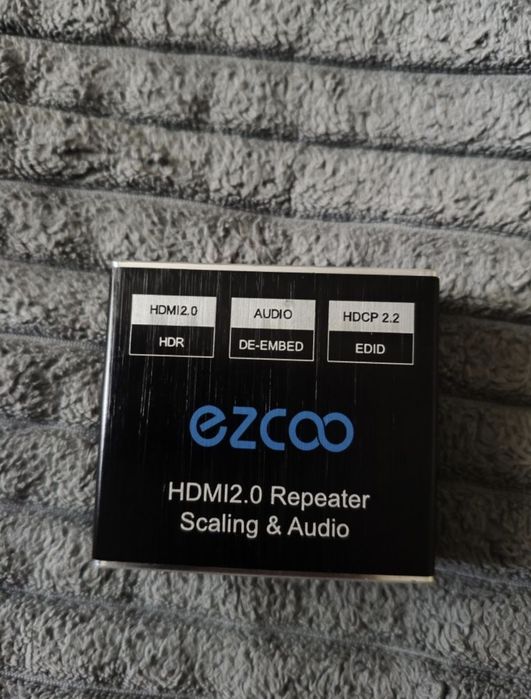 HDMI2.0 AUDIO HDCP 2.2
HDR DE-EMBED EDID
ezcoo
HDMI2.0 Repeater
Scaling & Audio